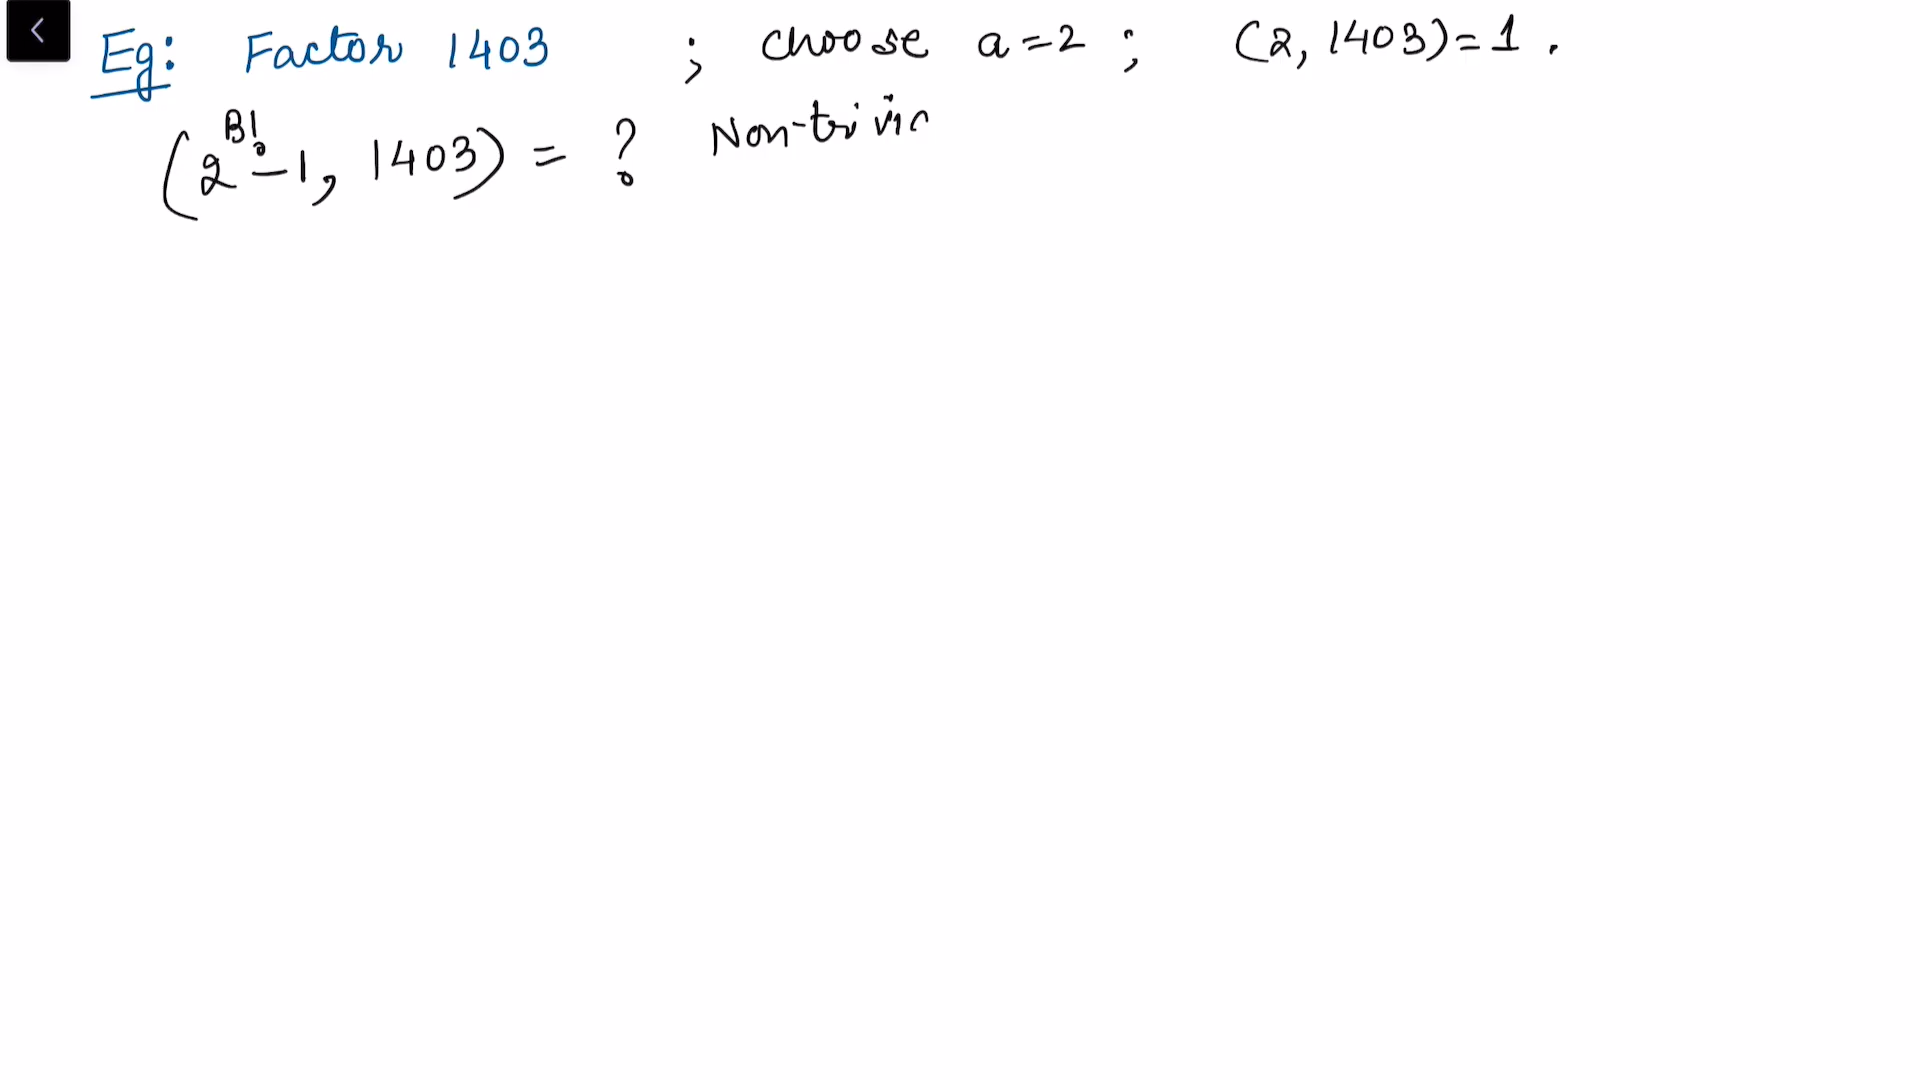 Eg: Factor 1403 ; choose a=2 ; (2, 1403)=1 .
(2^{B!}-1, 1403) = ? Non-trivia